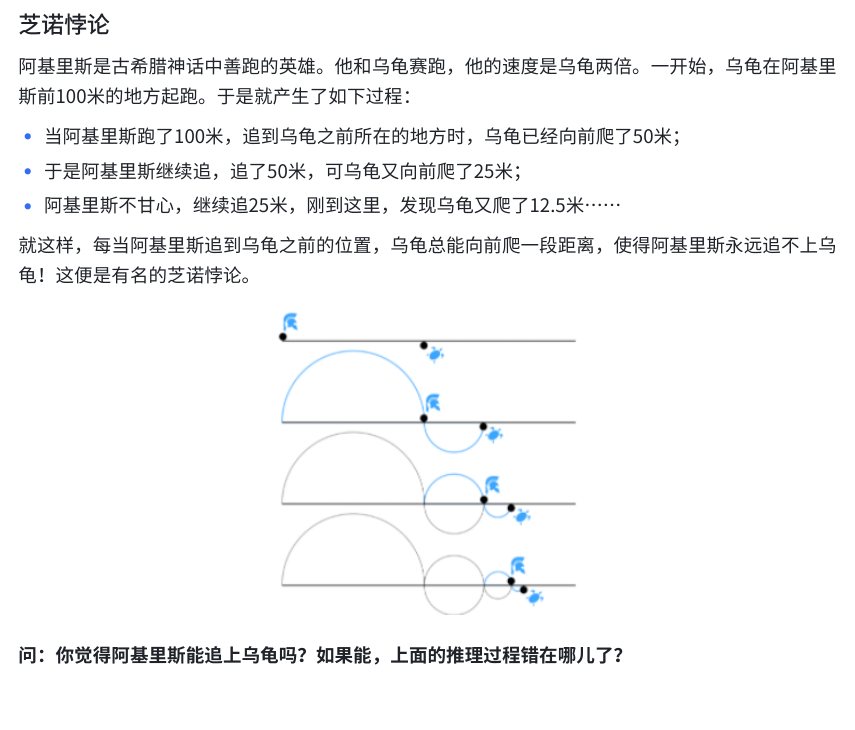 芝诺悖论
阿基里斯是古希腊神话中善跑的英雄。他和乌龟赛跑，他的速度是乌龟两倍。一开始，乌龟在阿基里
斯前100米的地方起跑。于是就产生了如下过程：
• 当阿基里斯跑了100米，追到乌龟之前所在的地方时，乌龟已经向前爬了50米；
• 于是阿基里斯继续追，追了50米，可乌龟又向前爬了25米；
• 阿基里斯不甘心，继续追25米，刚到这里，发现乌龟又爬了12.5米……
就这样，每当阿基里斯追到乌龟之前的位置，乌龟总能向前爬一段距离，使得阿基里斯永远追不上乌
龟！这便是有名的芝诺悖论。
问：你觉得阿基里斯能追上乌龟吗？如果能，上面的推理过程错在哪儿了？